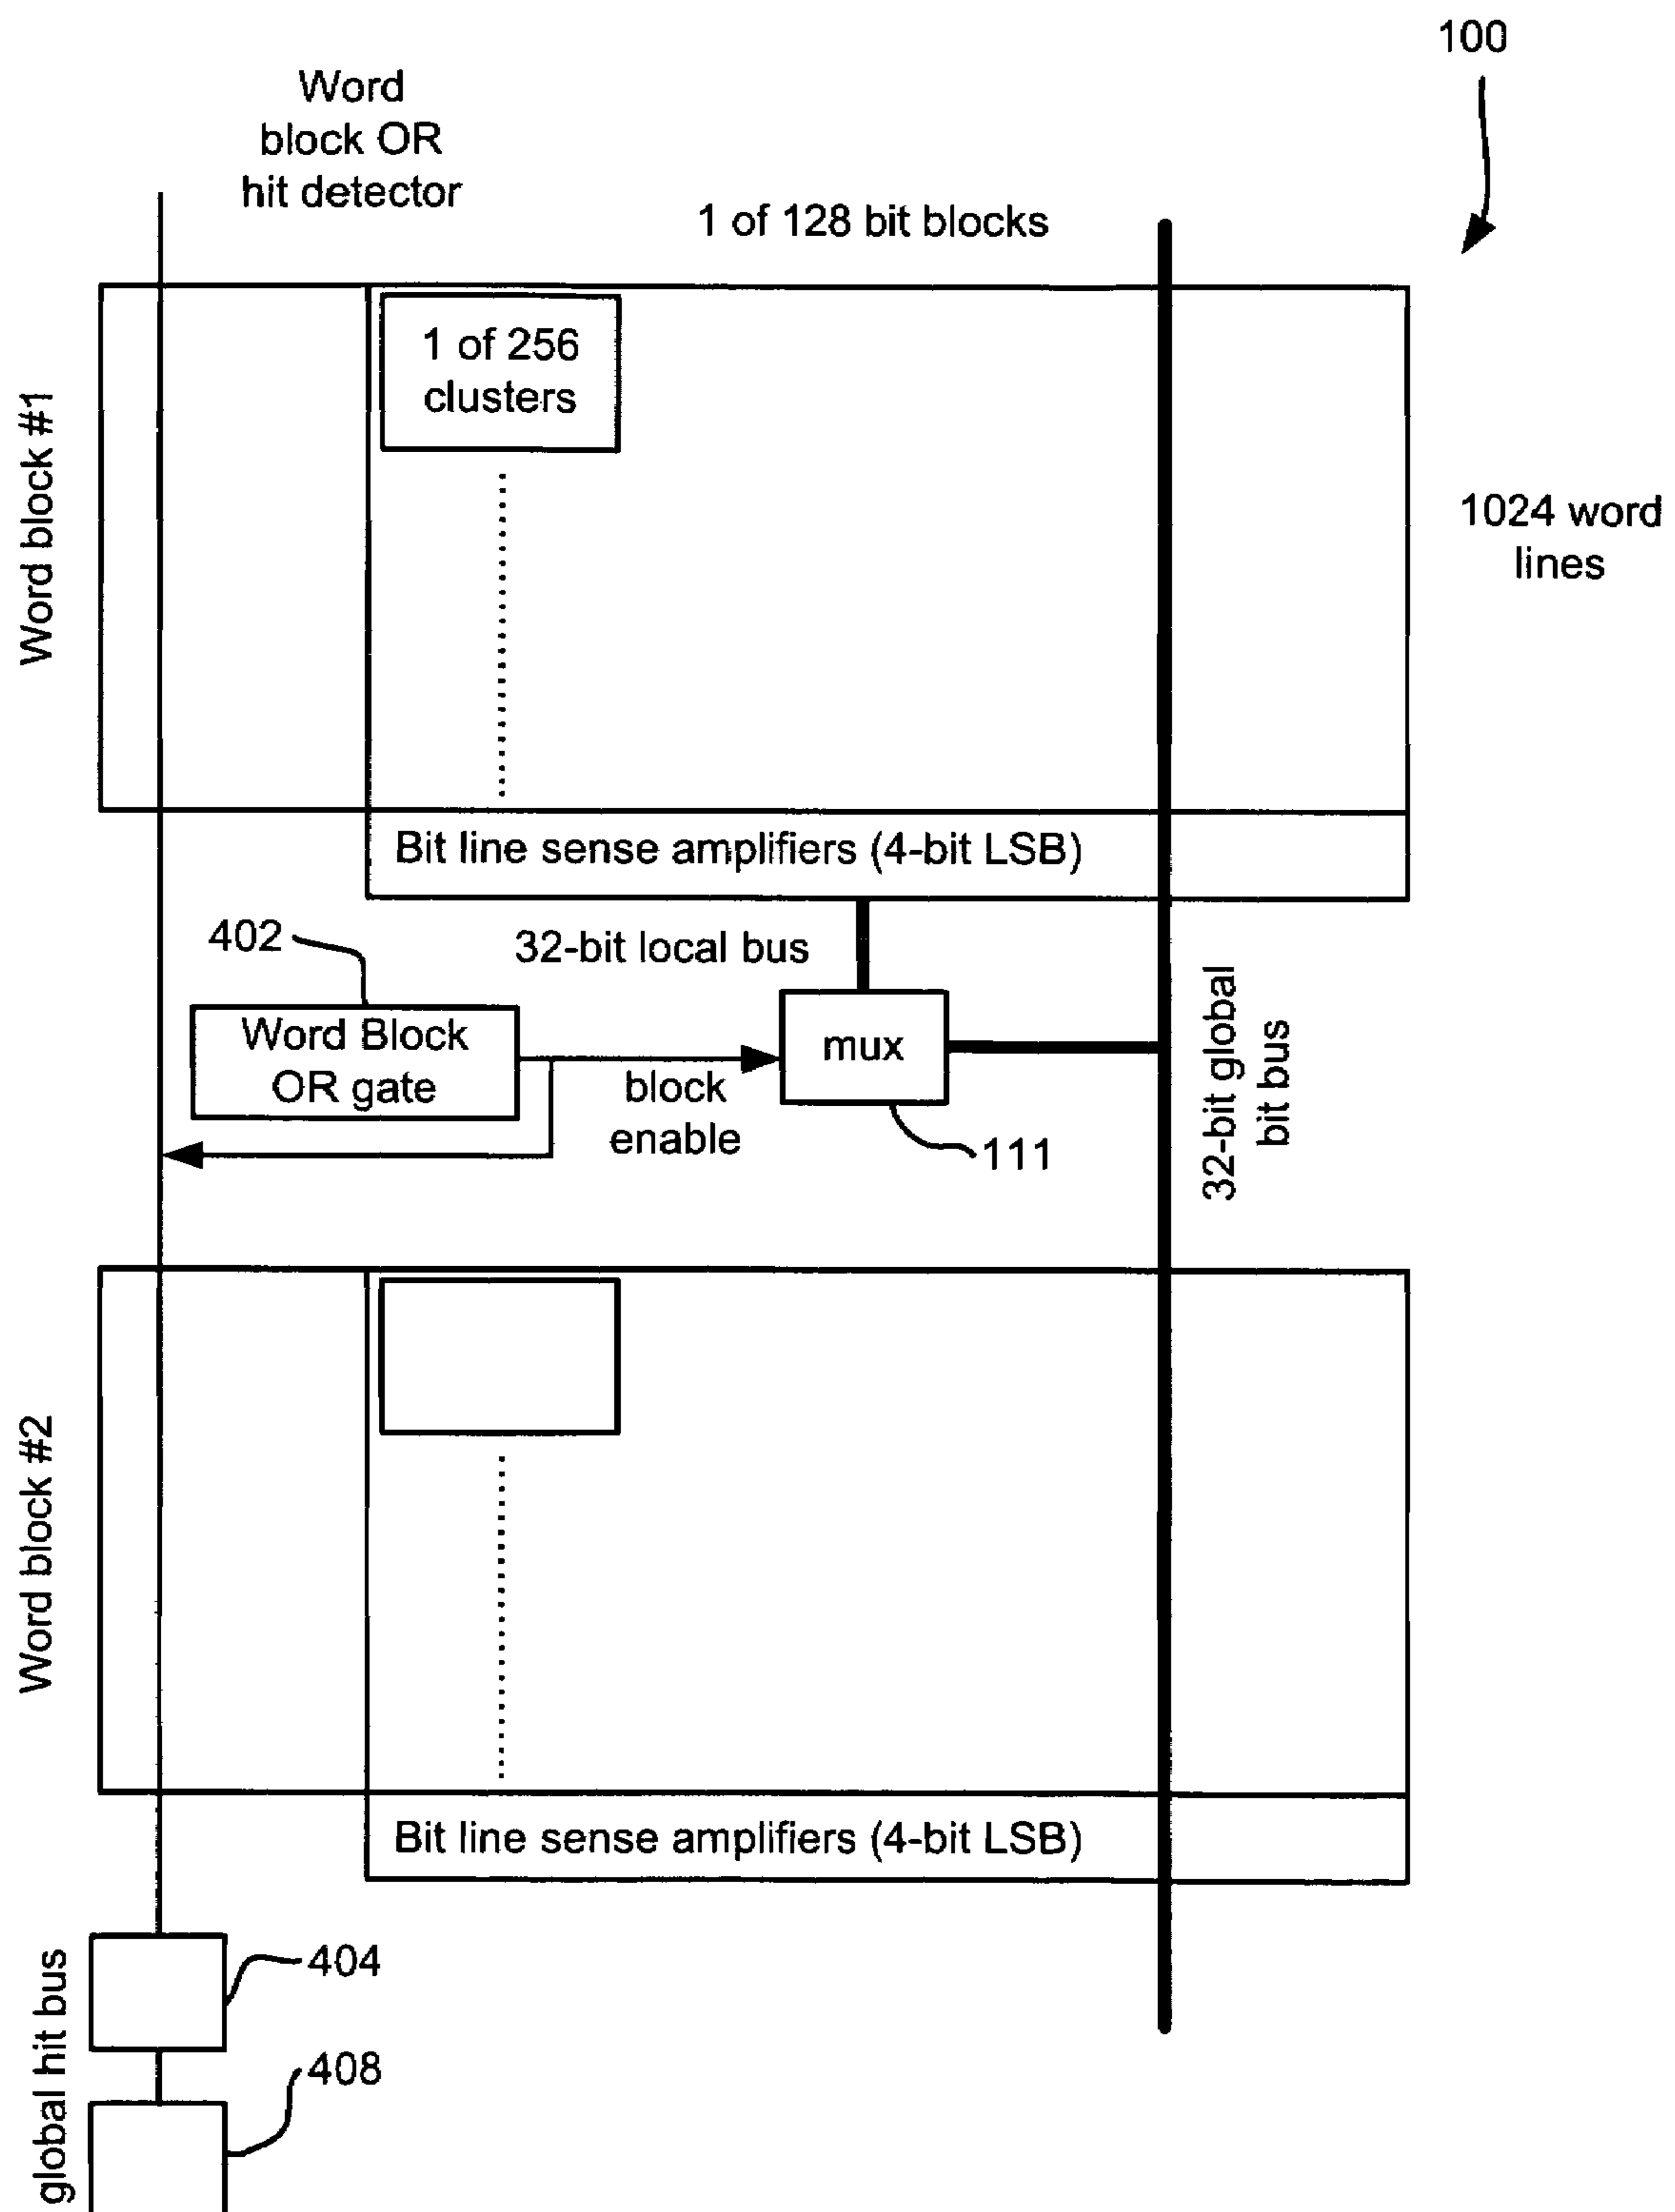 100
Word
block OR
hit detector
1 of 128 bit blocks
1 of 256
clusters
Word block #1
1024 word
lines
Bit line sense amplifiers (4-bit LSB)
402
32-bit local bus
Word Block
OR gate
mux
block
enable
111
32-bit global
bit bus
Word block #2
Bit line sense amplifiers (4-bit LSB)
404
408
global hit bus